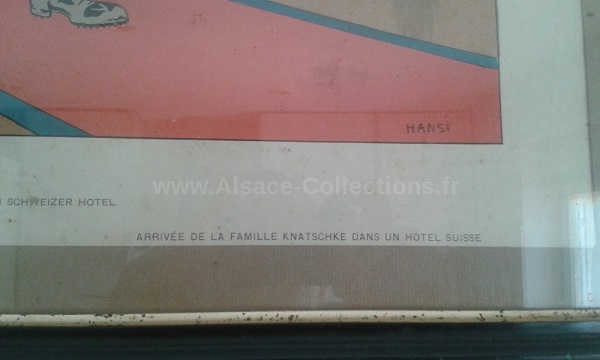 HANSi
www.Alsace-Collections.fr
SCHWEIZER HOTEL
ARRIVÉE DE LA FAMILLE KNATSCHKE DANS UN HOTEL SUISSE